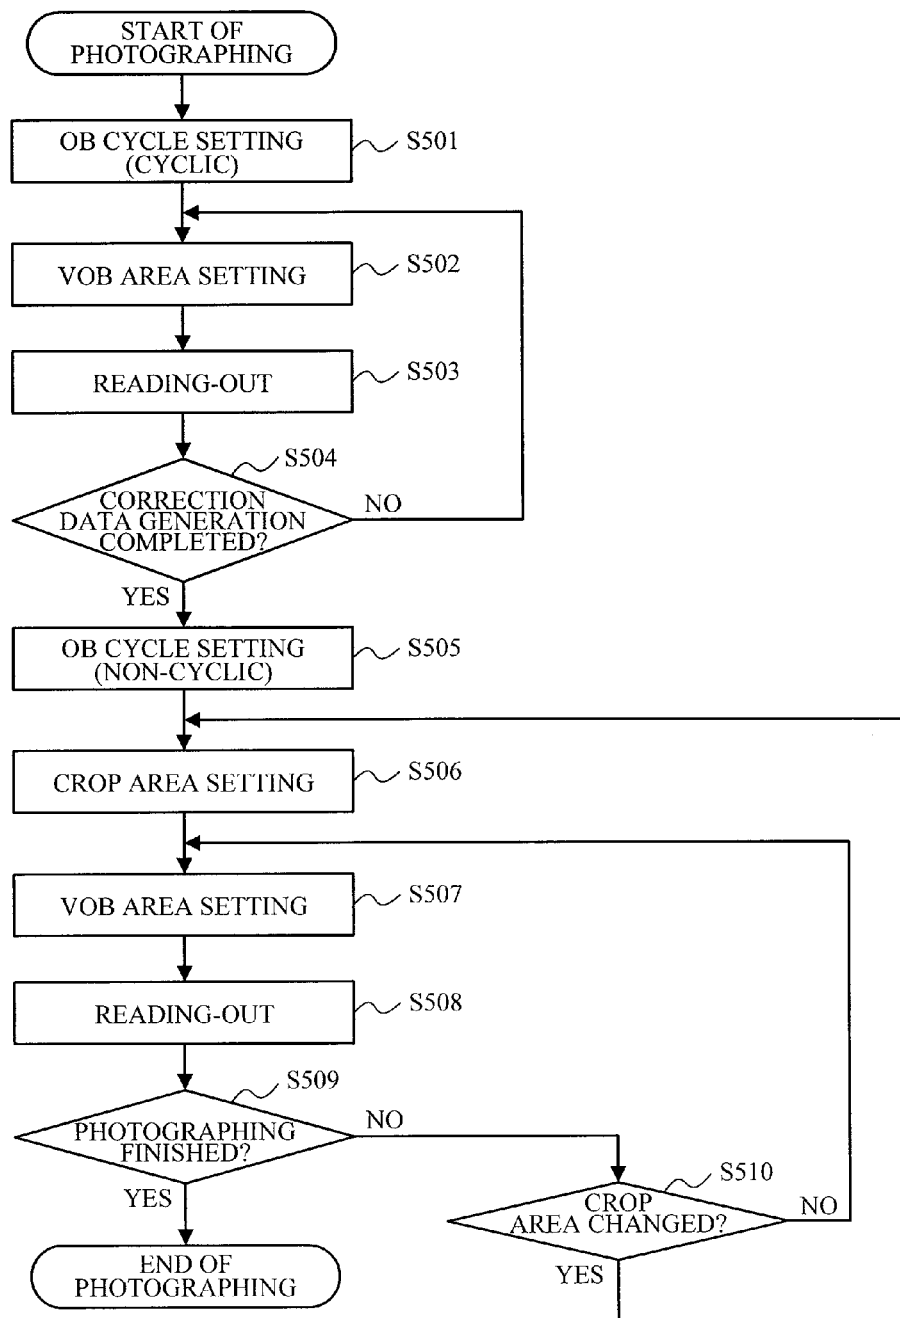 START OF
PHOTOGRAPHING
OB CYCLE SETTING
(CYCLIC)
S501
VOB AREA SETTING
S502
READING-OUT
S503
S504
CORRECTION
DATA GENERATION
COMPLETED?
NO
YES
OB CYCLE SETTING
(NON-CYCLIC)
S505
CROP AREA SETTING
S506
VOB AREA SETTING
S507
READING-OUT
S508
S509
PHOTOGRAPHING
FINISHED?
NO
YES
S510
CROP
AREA CHANGED?
NO
YES
END OF
PHOTOGRAPHING